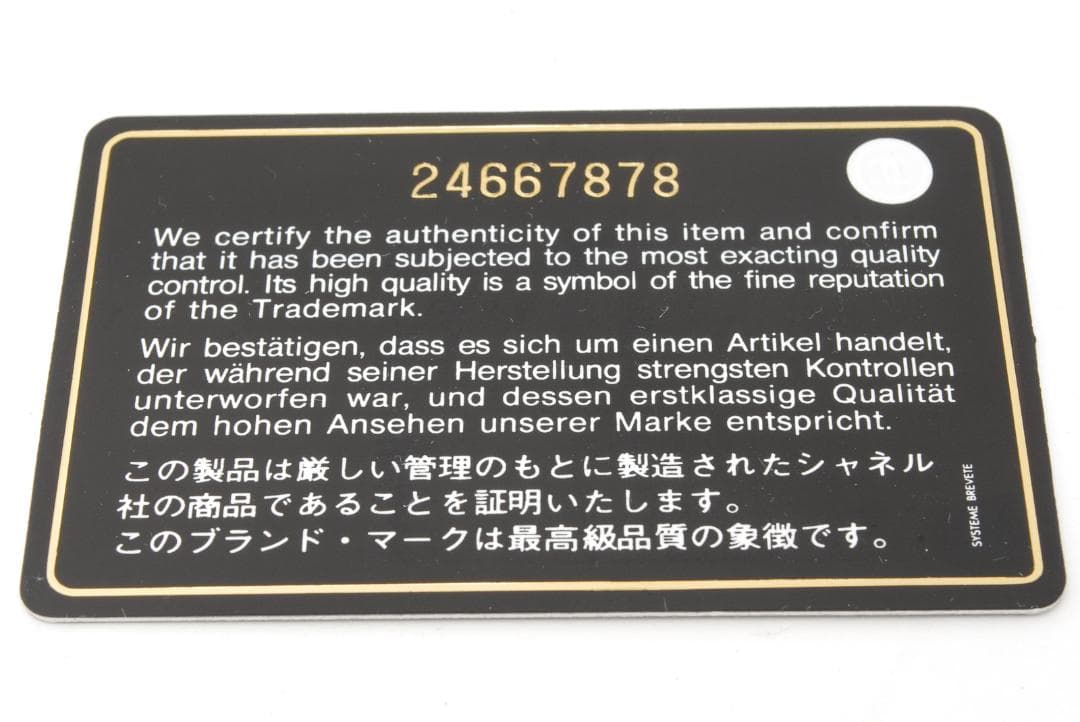 24667878
We certify the authenticity of this item and confirm
that it has been subjected to the most exacting quality
control. Its high quality is a symbol of the fine reputation
of the Trademark.
Wir bestätigen, dass es sich um einen Artikel handelt,
der während seiner Herstellung strengsten Kontrollen
unterworfen war, und dessen erstklassige Qualität
dem hohen Ansehen unserer Marke entspricht.
この製品は厳しい管理のもとに製造されたシャネル
社の商品であることを証明いたします。
このブランド・マークは最高級品質の象徴です。
SYSTEME BREVETE